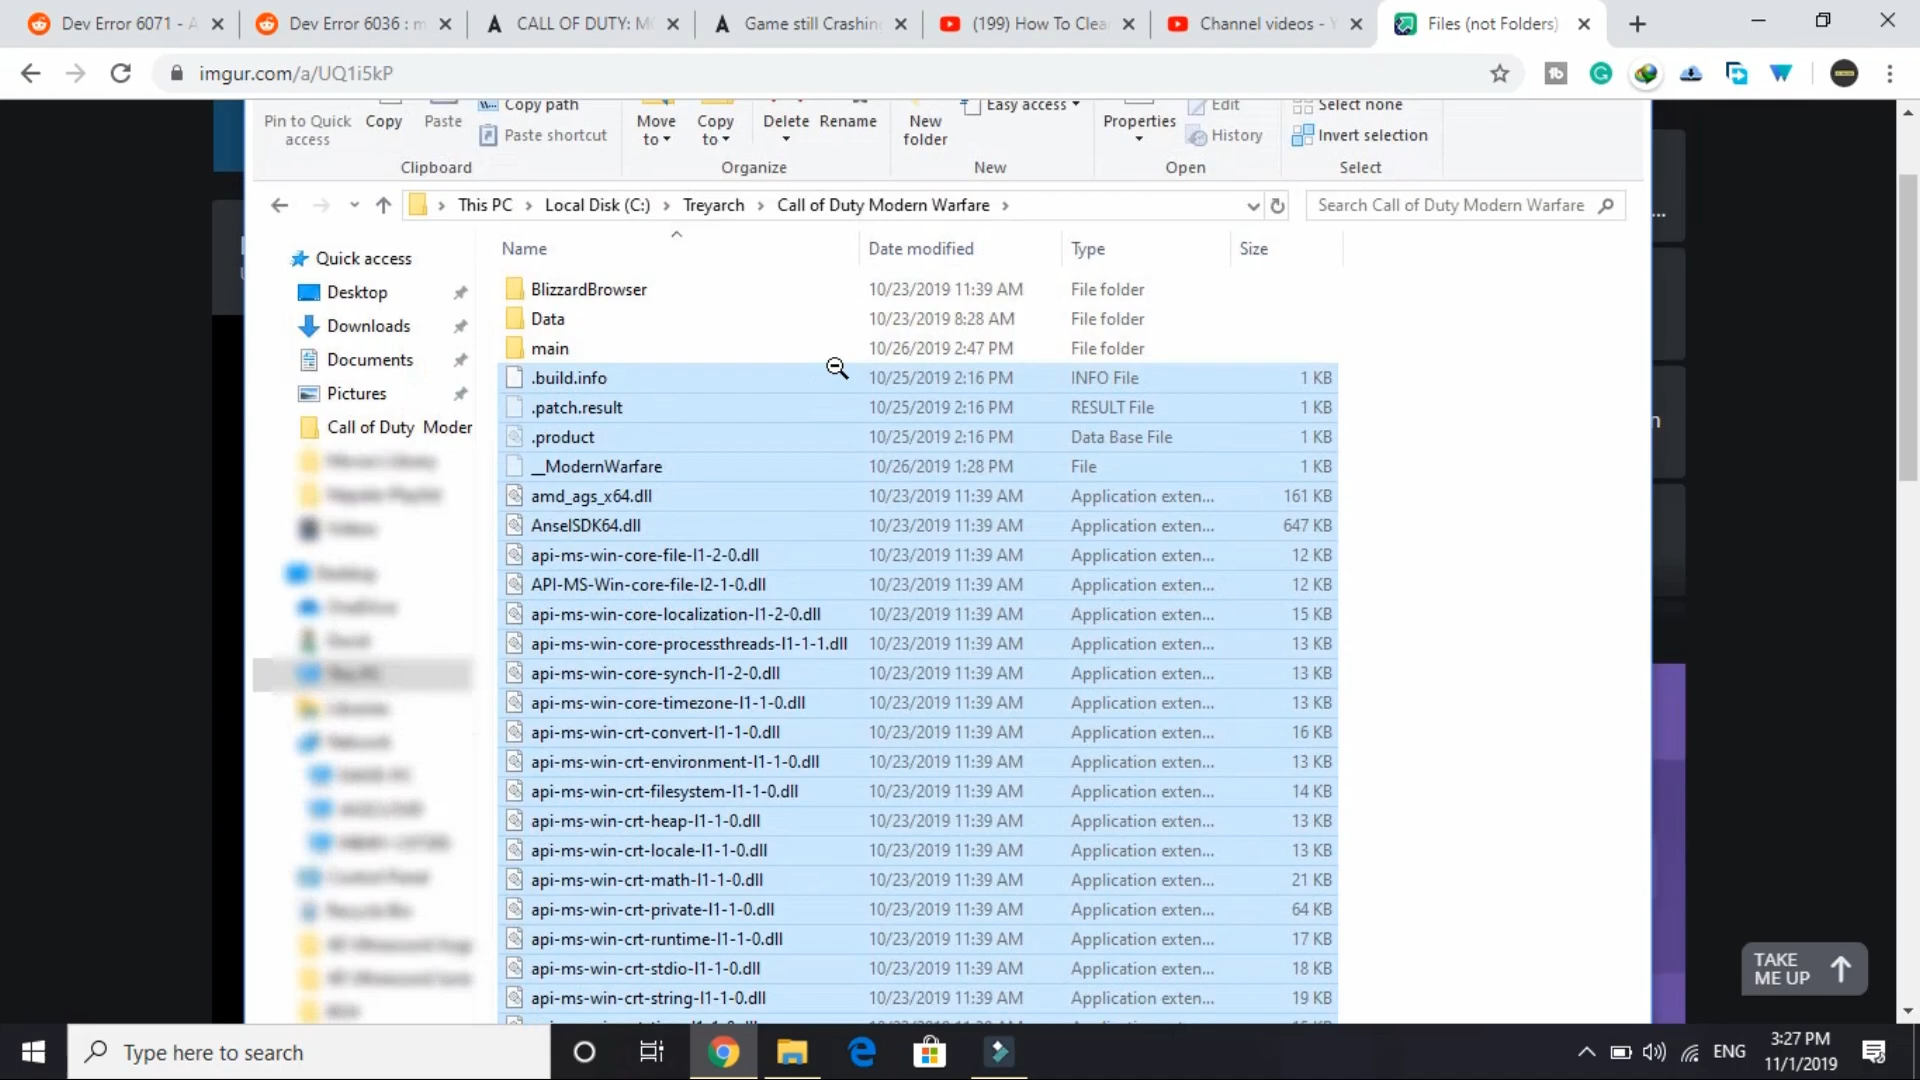 Dev Error 6071 - A
Dev Error 6036 : m
CALL OF DUTY: MO
Game still Crashing
(199) How To Clea
Channel videos - Y
Files (not Folders)
imgur.com/a/UQ1i5kP
Pin to Quick access
Copy
Paste
Copy path
Paste shortcut
Move to
Copy to
Delete
Rename
New folder
Easy access
Properties
Edit
History
Select none
Invert selection
Clipboard
Organize
New
Open
Select
This PC > Local Disk (C:) > Treyarch > Call of Duty Modern Warfare >
Search Call of Duty Modern Warfare
Name Date modified Type Size
Quick access
Desktop
Downloads
Documents
Pictures
Call of Duty Moder
BlizzardBrowser 10/23/2019 11:39 AM File folder
Data 10/23/2019 8:28 AM File folder
main 10/26/2019 2:47 PM File folder
.build.info 10/25/2019 2:16 PM INFO File 1 KB
.patch.result 10/25/2019 2:16 PM RESULT File 1 KB
.product 10/25/2019 2:16 PM Data Base File 1 KB
__ModernWarfare 10/26/2019 1:28 PM File 1 KB
amd_ags_x64.dll 10/23/2019 11:39 AM Application exten... 161 KB
AnselSDK64.dll 10/23/2019 11:39 AM Application exten... 647 KB
api-ms-win-core-file-l1-2-0.dll 10/23/2019 11:39 AM Application exten... 12 KB
API-MS-Win-core-file-l2-1-0.dll 10/23/2019 11:39 AM Application exten... 12 KB
api-ms-win-core-localization-l1-2-0.dll 10/23/2019 11:39 AM Application exten... 15 KB
api-ms-win-core-processthreads-l1-1-1.dll 10/23/2019 11:39 AM Application exten... 13 KB
api-ms-win-core-synch-l1-2-0.dll 10/23/2019 11:39 AM Application exten... 13 KB
api-ms-win-core-timezone-l1-1-0.dll 10/23/2019 11:39 AM Application exten... 13 KB
api-ms-win-crt-convert-l1-1-0.dll 10/23/2019 11:39 AM Application exten... 16 KB
api-ms-win-crt-environment-l1-1-0.dll 10/23/2019 11:39 AM Application exten... 13 KB
api-ms-win-crt-filesystem-l1-1-0.dll 10/23/2019 11:39 AM Application exten... 14 KB
api-ms-win-crt-heap-l1-1-0.dll 10/23/2019 11:39 AM Application exten... 13 KB
api-ms-win-crt-locale-l1-1-0.dll 10/23/2019 11:39 AM Application exten... 13 KB
api-ms-win-crt-math-l1-1-0.dll 10/23/2019 11:39 AM Application exten... 21 KB
api-ms-win-crt-private-l1-1-0.dll 10/23/2019 11:39 AM Application exten... 64 KB
api-ms-win-crt-runtime-l1-1-0.dll 10/23/2019 11:39 AM Application exten... 17 KB
api-ms-win-crt-stdio-l1-1-0.dll 10/23/2019 11:39 AM Application exten... 18 KB
api-ms-win-crt-string-l1-1-0.dll 10/23/2019 11:39 AM Application exten... 19 KB
TAKE
ME UP
Type here to search
ENG
3:27 PM
11/1/2019